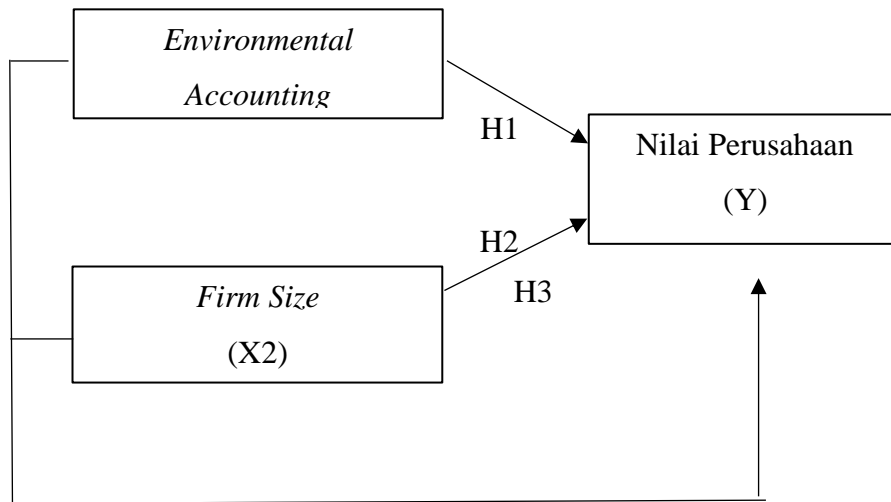 Environmental
Accounting
H1
Nilai Perusahaan
(Y)
H2
Firm Size
H3
(X2)